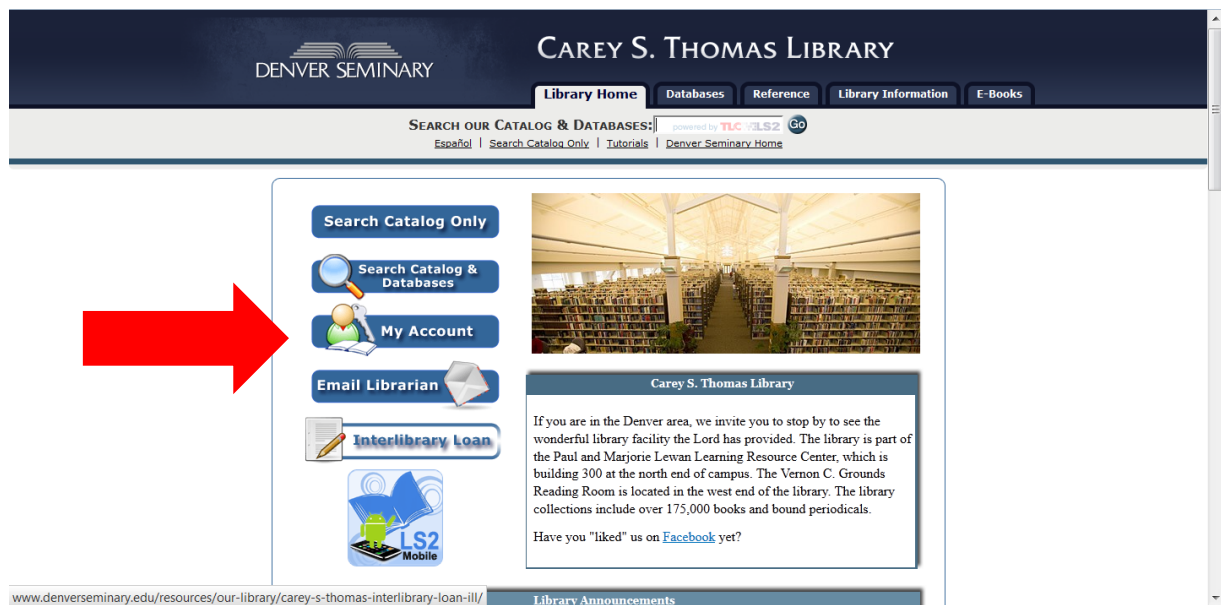 DENVER SEMINARY
CAREY S. THOMAS LIBRARY
Library Home Databases Reference Library Information E-Books
SEARCH OUR CATALOG & DATABASES: powered by TLC LS2 Go
Español | Search Catalog Only | Tutorials | Denver Seminary Home
Search Catalog Only
Search Catalog &
Databases
My Account
Email Librarian
Interlibrary Loan
LS2
Mobile
Carey S. Thomas Library
If you are in the Denver area, we invite you to stop by to see the
wonderful library facility the Lord has provided. The library is part of
the Paul and Marjorie Lewan Learning Resource Center, which is
building 300 at the north end of campus. The Vernon C. Grounds
Reading Room is located in the west end of the library. The library
collections include over 175,000 books and bound periodicals.
Have you "liked" us on Facebook yet?
Library Announcements
www.denverseminary.edu/resources/our-library/carey-s-thomas-interlibrary-loan-ill/